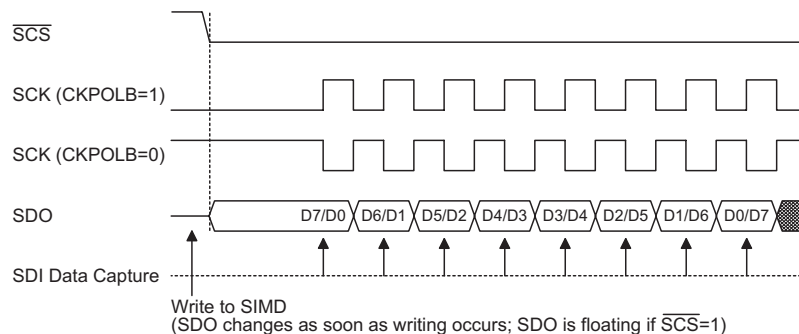 SCS
SCK (CKPOLB=1)
SCK (CKPOLB=0)
SDO
D7/D0 D6/D1 D5/D2 D4/D3 D3/D4 D2/D5 D1/D6 D0/D7
SDI Data Capture
Write to SIMD
(SDO changes as soon as writing occurs; SDO is floating if SCS=1)